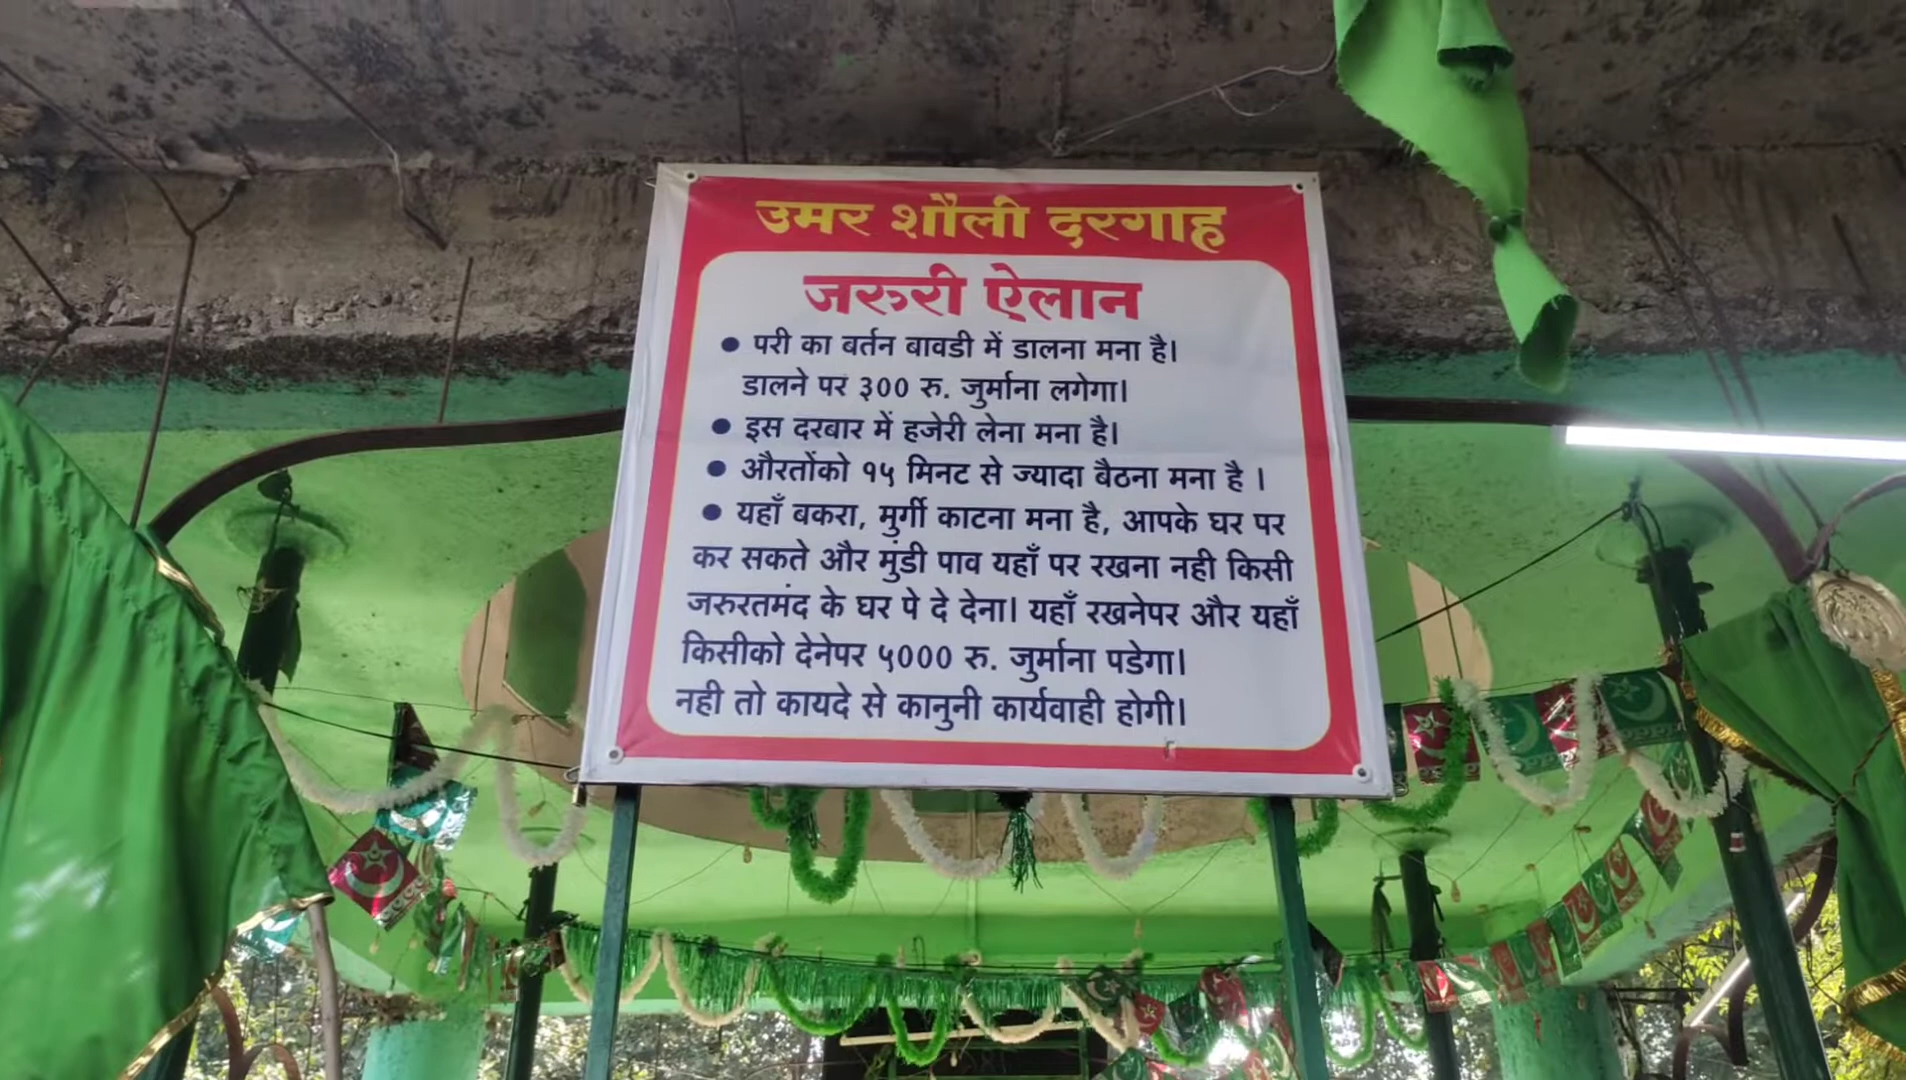 उमर शौली दरगाह
जरुरी ऐलान
• परी का बर्तन बावडी में डालना मना है।
डालने पर ३०० रु. जुर्माना लगेगा।
• इस दरबार में हजेरी लेना मना है।
• औरतोंको १५ मिनट से ज्यादा बैठना मना है ।
• यहाँ बकरा, मुर्गी काटना मना है, आपके घर पर
कर सकते और मुंडी पाव यहाँ पर रखना नही किसी
जरुरतमंद के घर पे दे देना। यहाँ रखनेपर और यहाँ
किसीको देनेपर ५००० रु. जुर्माना पडेगा।
नही तो कायदे से कानुनी कार्यवाही होगी।